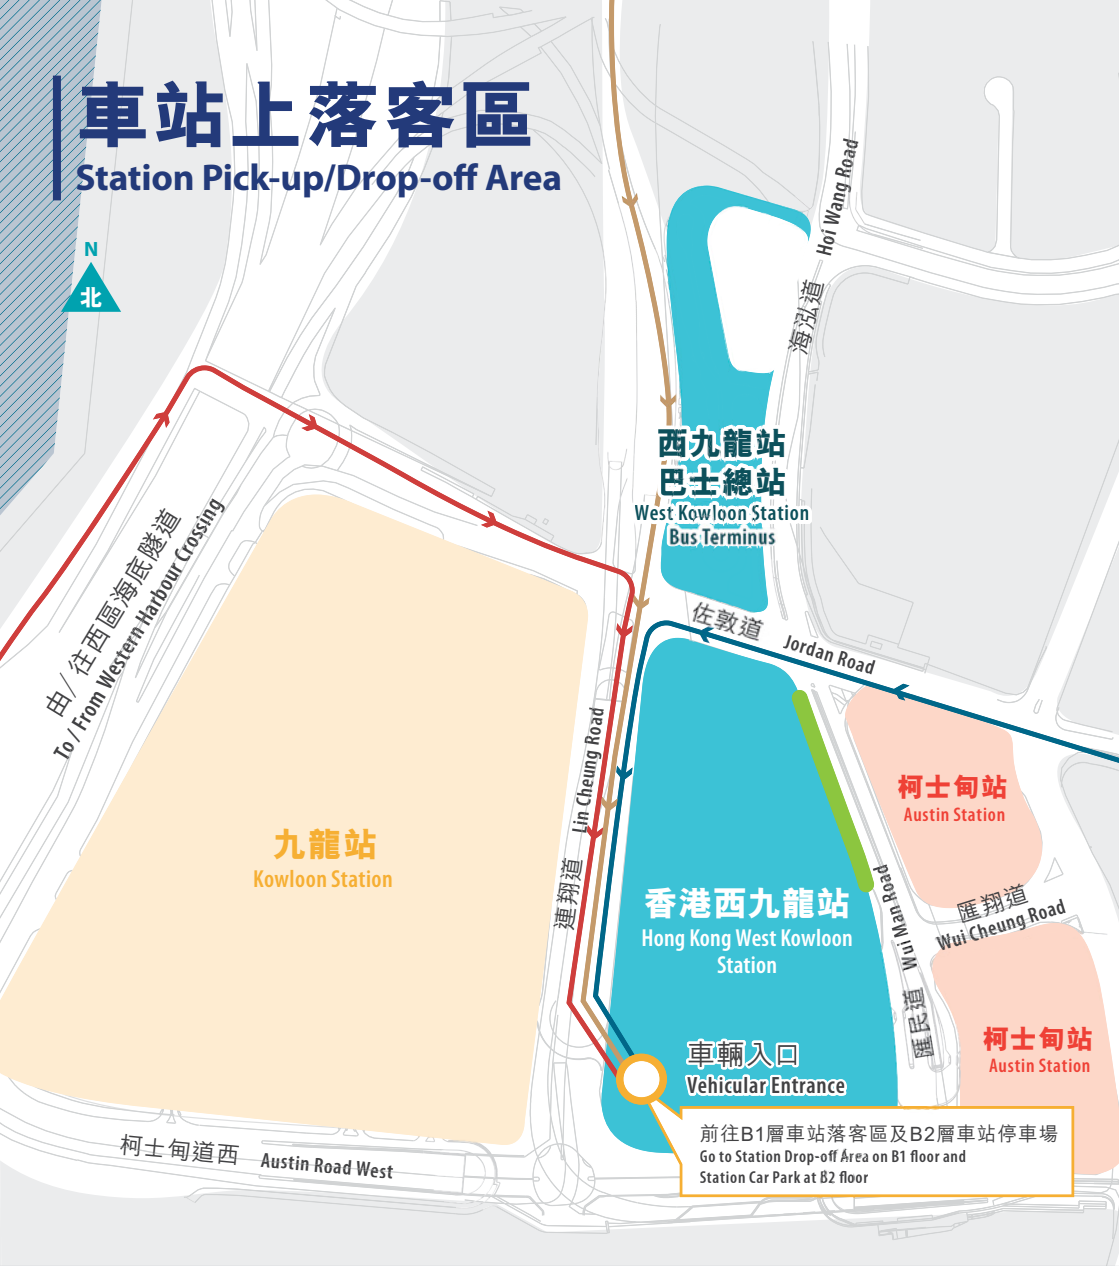 車站上落客區
Station Pick-up/Drop-off Area
N
北
Hoi Wang Road
海泓道
西九龍站
巴士總站
West Kowloon Station
Bus Terminus
由/往西區海底隧道
To / From Western Harbour Crossing
佐敦道
Jordan Road
Lin Cheung Road
連翔道
九龍站
Kowloon Station
柯士甸站
Austin Station
香港西九龍站
Hong Kong West Kowloon
Station
Wui Man Road
匯民道
匯翔道
Wui Cheung Road
柯士甸站
Austin Station
車輛入口
Vehicular Entrance
前往B1層車站落客區及B2層車站停車場
Go to Station Drop-off Area on B1 floor and
Station Car Park at B2 floor
柯士甸道西
Austin Road West